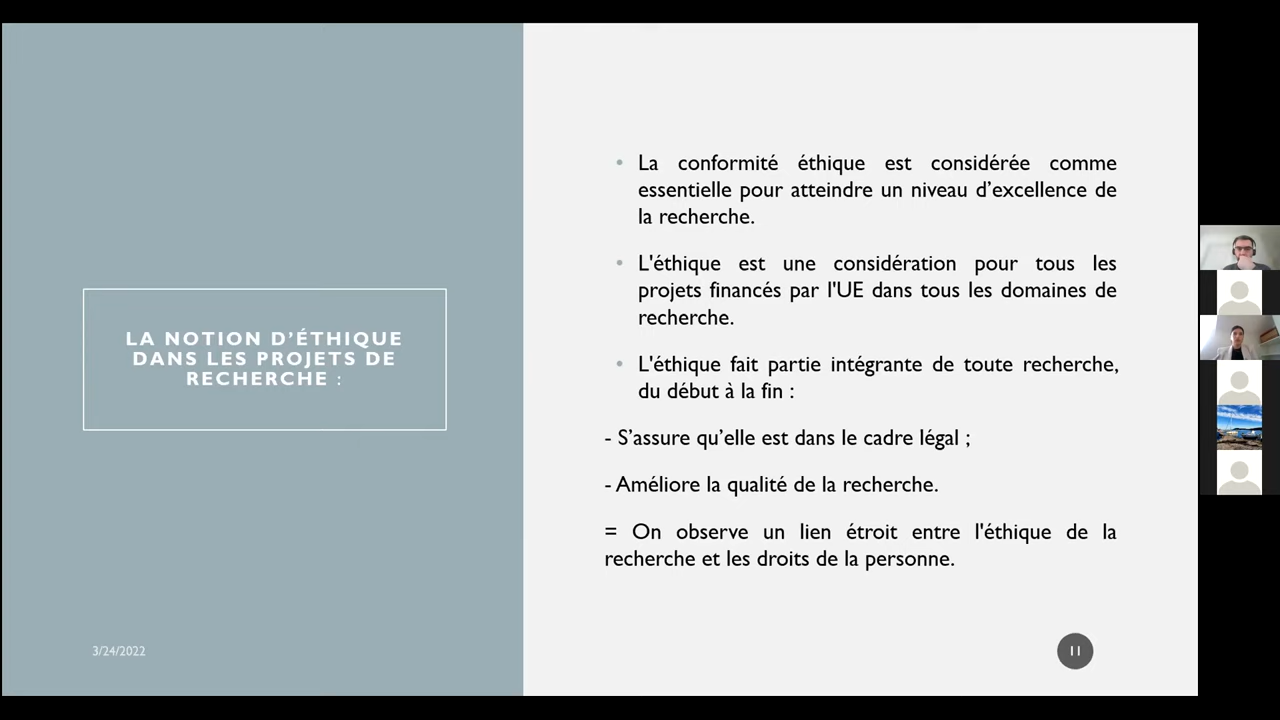 LA NOTION D’ÉTHIQUE
DANS LES PROJETS DE
RECHERCHE :
3/24/2022
• La conformité éthique est considérée comme
essentielle pour atteindre un niveau d’excellence de
la recherche.
• L'éthique est une considération pour tous les
projets financés par l'UE dans tous les domaines de
recherche.
• L'éthique fait partie intégrante de toute recherche,
du début à la fin :
- S’assure qu’elle est dans le cadre légal ;
- Améliore la qualité de la recherche.
= On observe un lien étroit entre l'éthique de la
recherche et les droits de la personne.
11